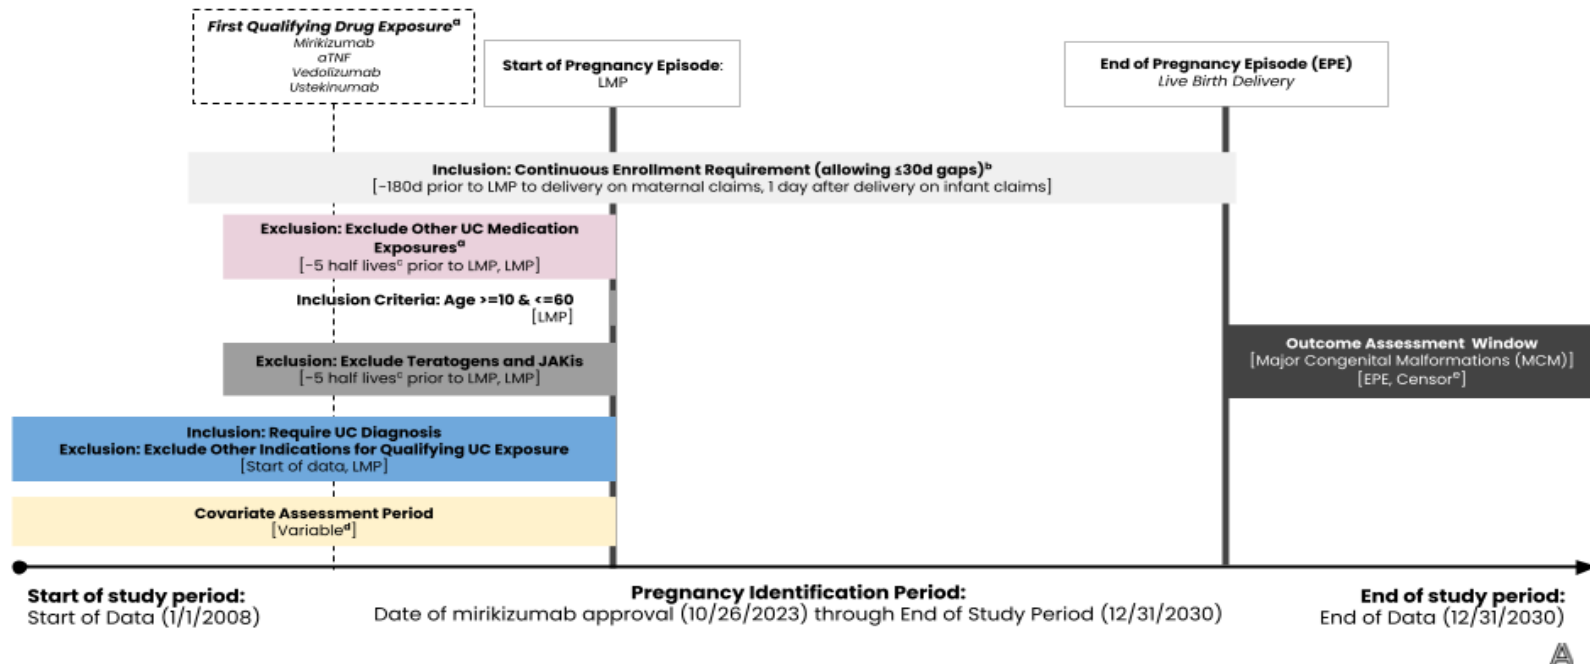 First Qualifying Drug Exposureᵃ
Mirikizumab
aTNF
Vedolizumab
Ustekinumab
Start of Pregnancy Episode:
LMP
End of Pregnancy Episode (EPE)
Live Birth Delivery
Inclusion: Continuous Enrollment Requirement (allowing ≤30d gaps)ᵇ
[-180d prior to LMP to delivery on maternal claims, 1 day after delivery on infant claims]
Exclusion: Exclude Other UC Medication
Exposuresᵃ
[-5 half livesᶜ prior to LMP, LMP]
Inclusion Criteria: Age >=10 & <=60
[LMP]
Exclusion: Exclude Teratogens and JAKis
[-5 half livesᶜ prior to LMP, LMP]
Outcome Assessment Window
[Major Congenital Malformations (MCM)]
[EPE, Censorᵉ]
Inclusion: Require UC Diagnosis
Exclusion: Exclude Other Indications for Qualifying UC Exposure
[Start of data, LMP]
Covariate Assessment Period
[Variableᵈ]
Start of study period:
Start of Data (1/1/2008)
Pregnancy Identification Period:
Date of mirikizumab approval (10/26/2023) through End of Study Period (12/31/2030)
End of study period:
End of Data (12/31/2030)